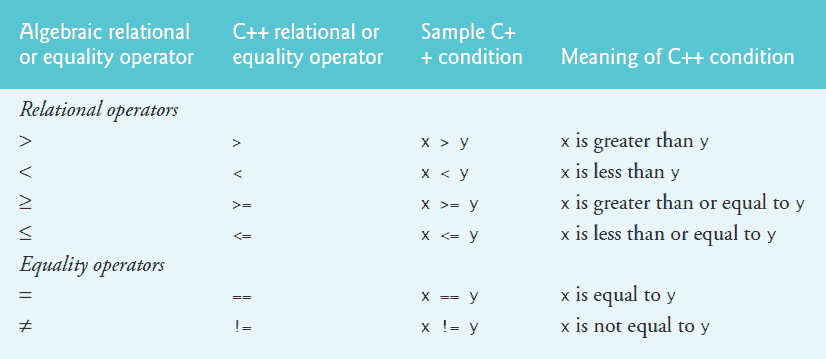 Algebraic relational or equality operator	C++ relational or equality operator	Sample C+ + condition	Meaning of C++ condition
Relational operators
>	>	x > y	x is greater than y
<	<	x < y	x is less than y
≥	>=	x >= y	x is greater than or equal to y
≤	<=	x <= y	x is less than or equal to y
Equality operators
=	==	x == y	x is equal to y
≠	!=	x != y	x is not equal to y